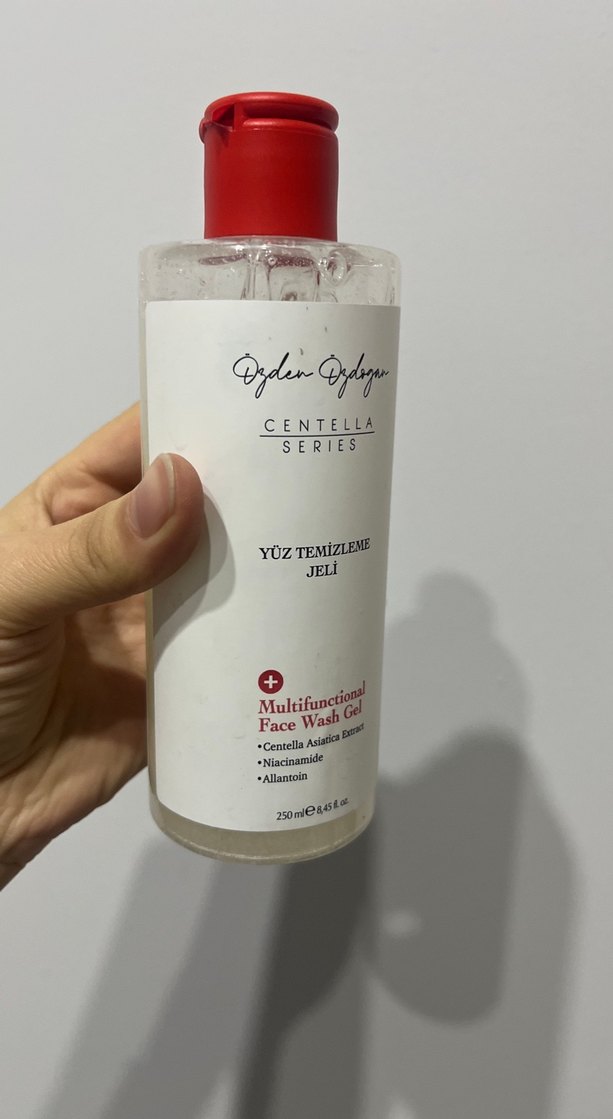 Özden Özdoğan
CENTELLA
SERIES
YÜZ TEMİZLEME
JELİ
Multifunctional
Face Wash Gel
•Centella Asiatica Extract
•Niacinamide
•Allantoin
250 ml ℮ 8,45 fl. oz.